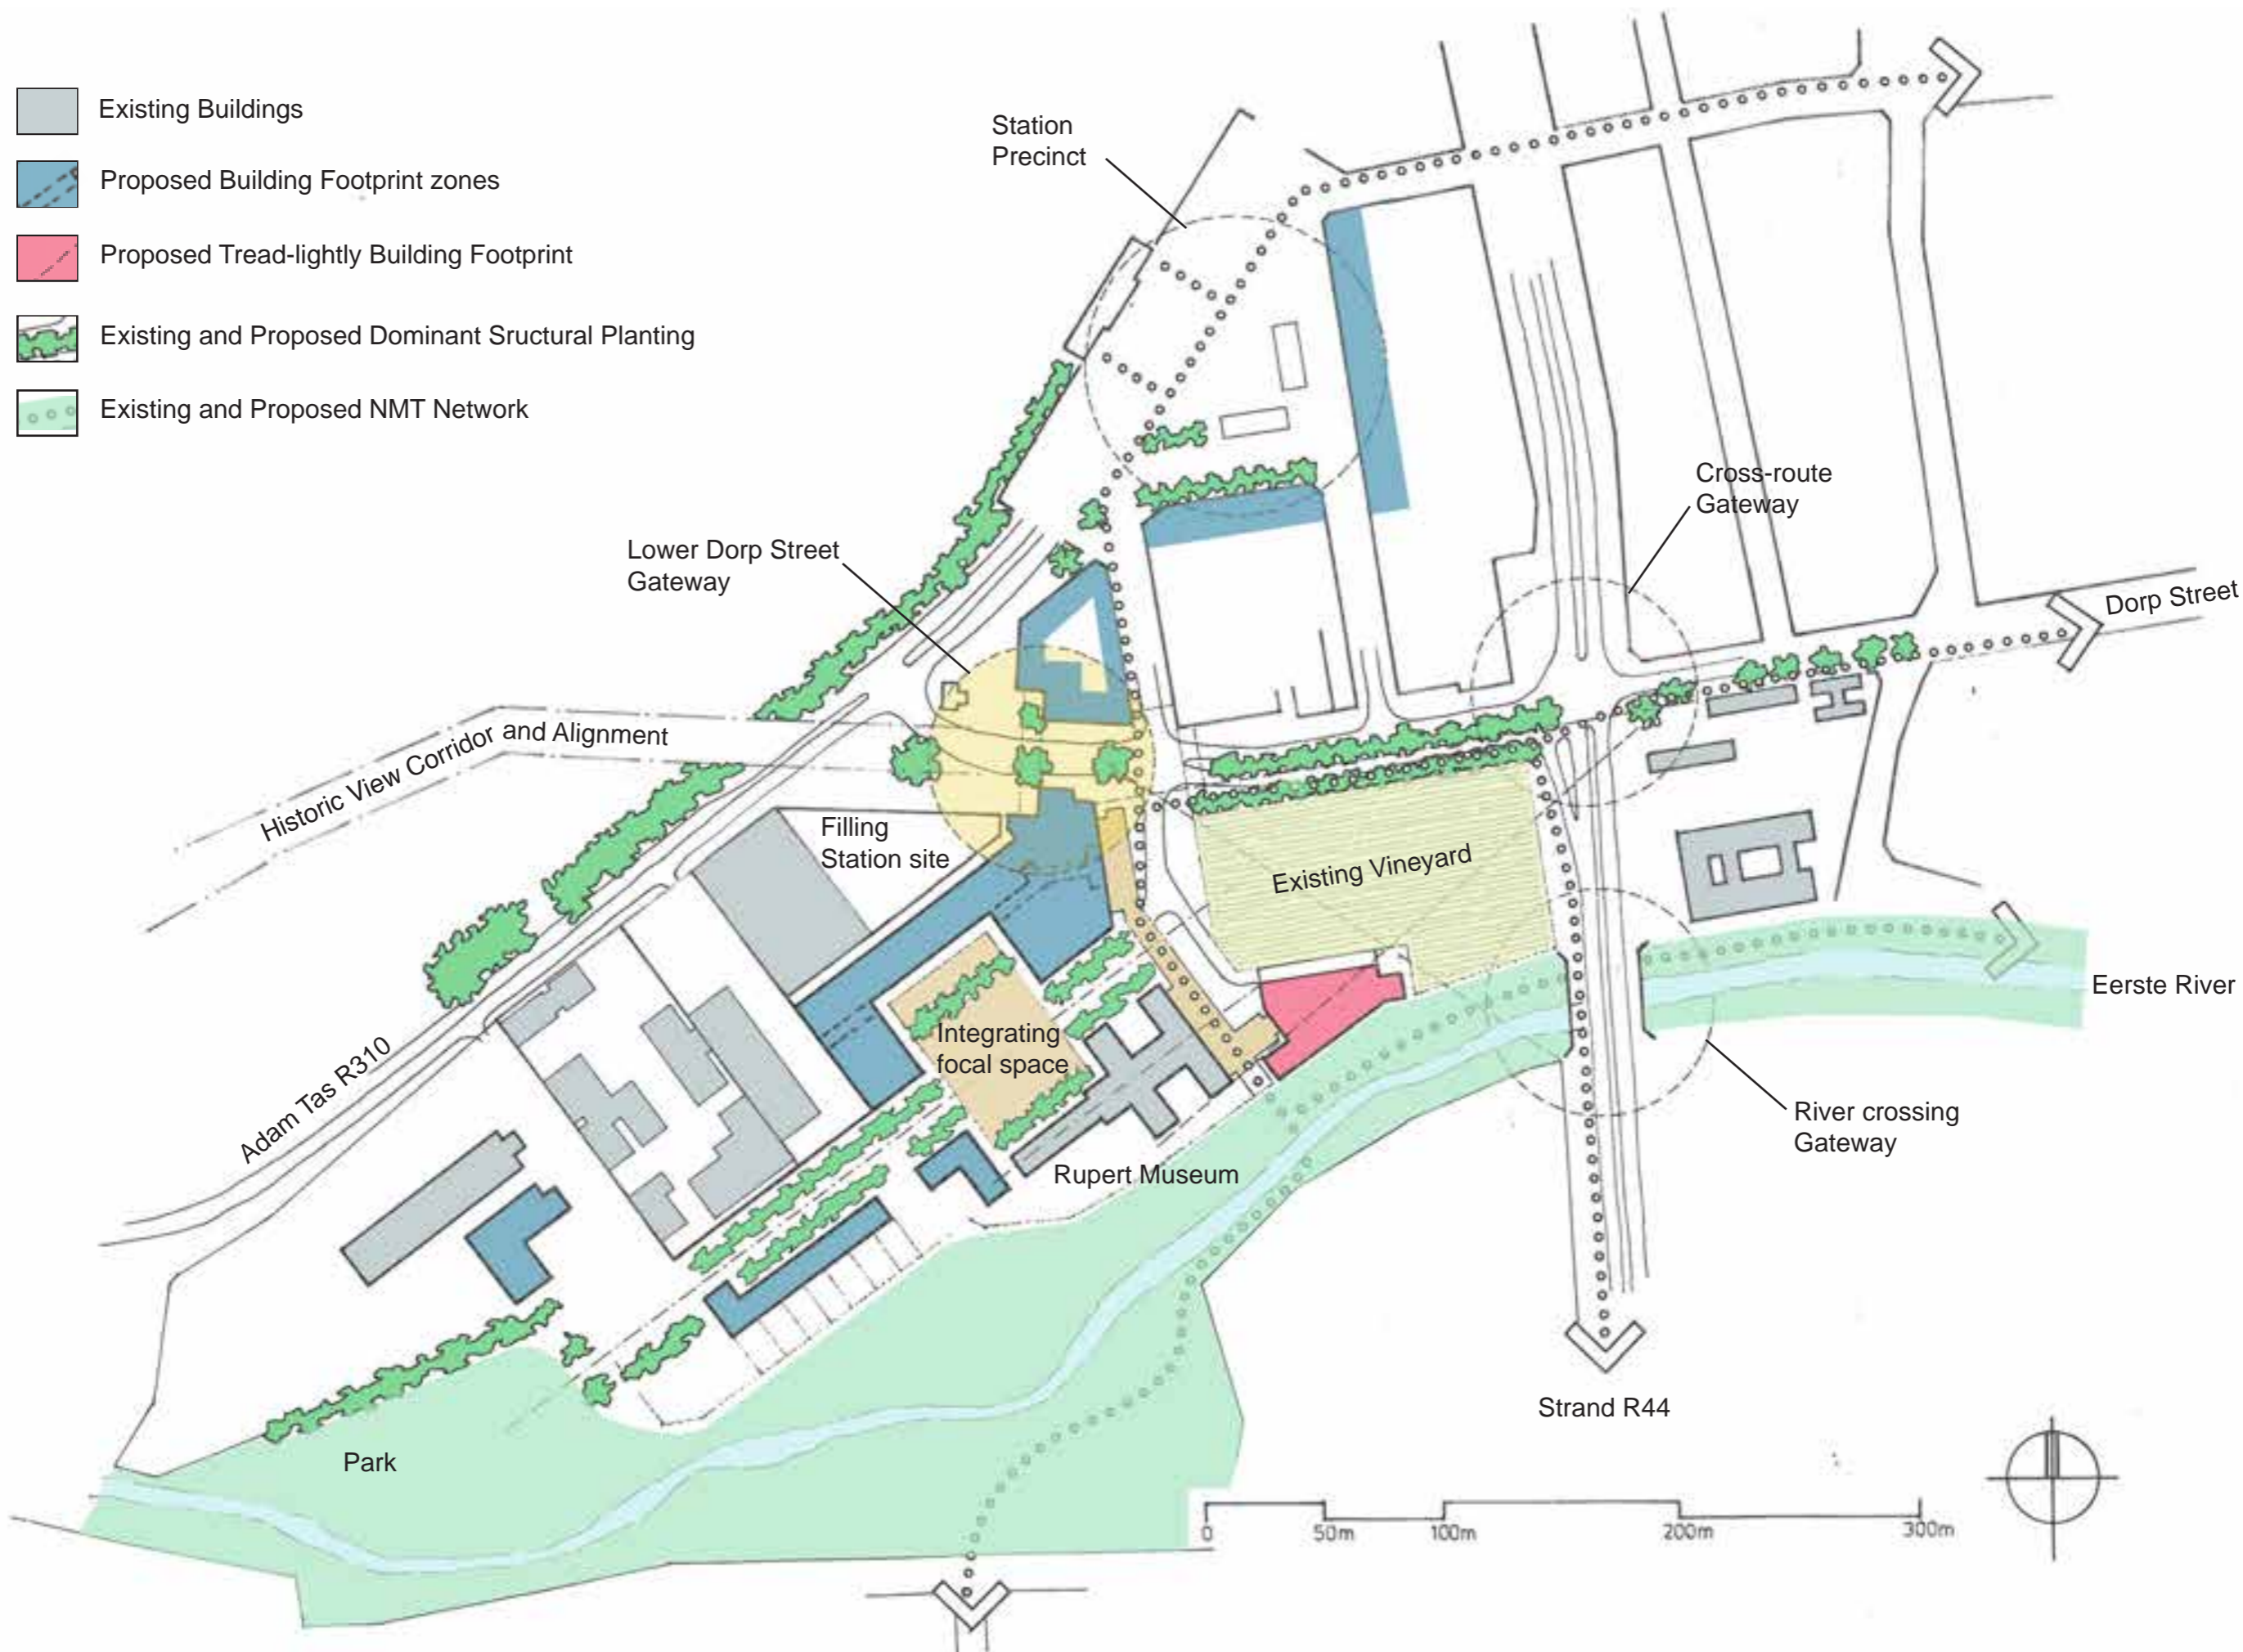 Existing Buildings
Proposed Building Footprint zones
Proposed Tread-lightly Building Footprint
Existing and Proposed Dominant Sructural Planting
Existing and Proposed NMT Network
Station
Precinct
Cross-route
Gateway
Lower Dorp Street
Gateway
Dorp Street
Historic View Corridor and Alignment
Filling
Station site
Existing Vineyard
Eerste River
Integrating
focal space
Adam Tas R310
River crossing
Gateway
Rupert Museum
Strand R44
Park
0 50m 100m 200m 300m